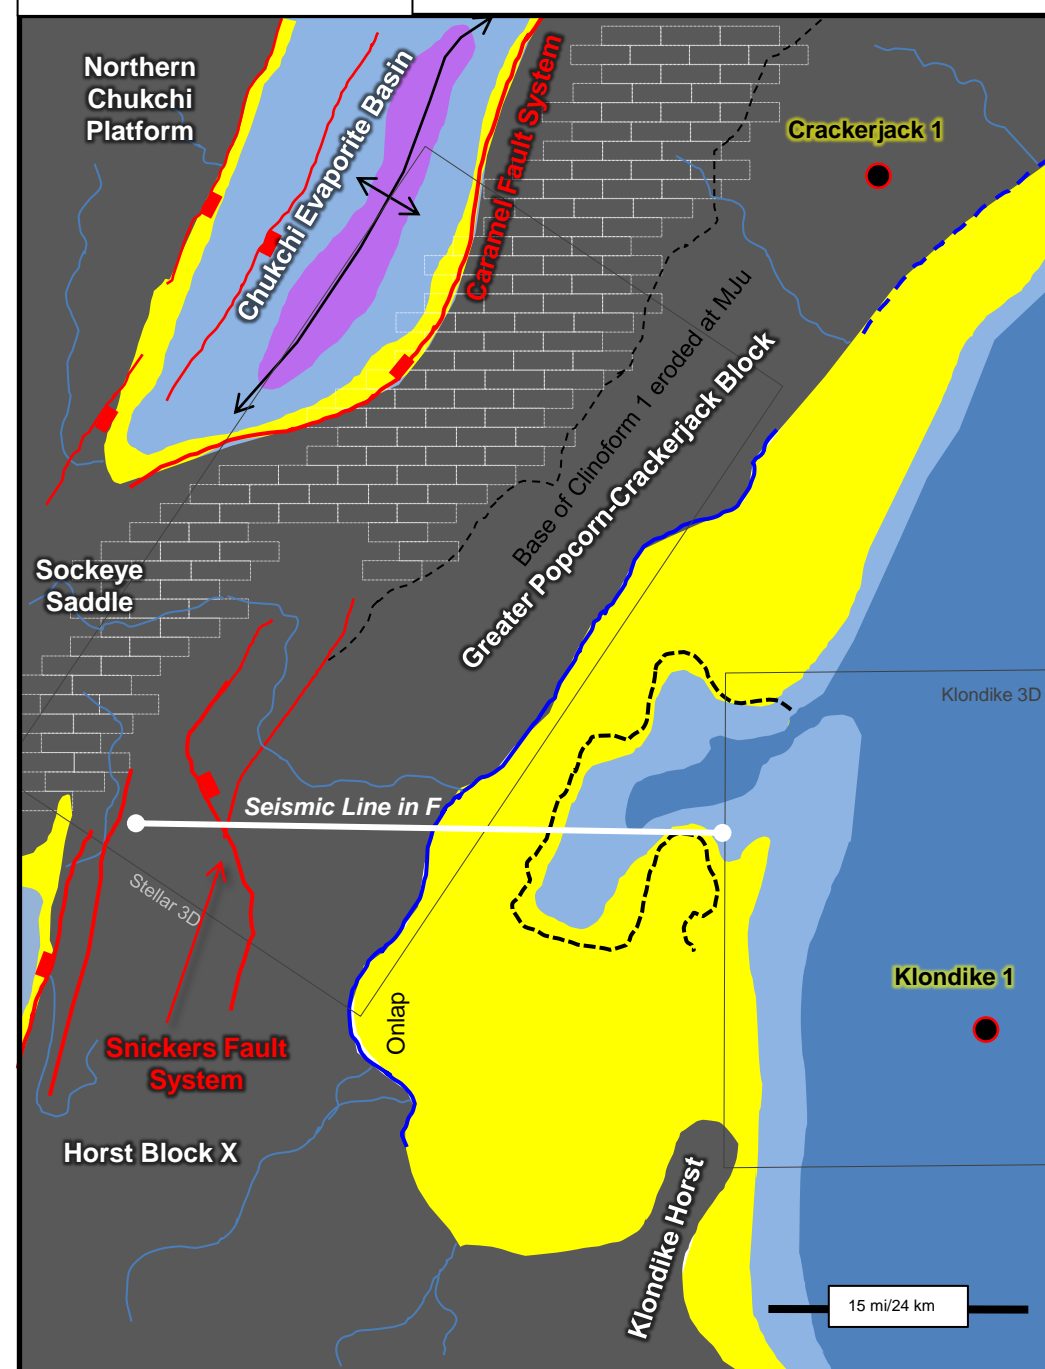 Northern
Chukchi
Platform
Chukchi Evaporite Basin
Caramel Fault System
Crackerjack 1
Base of Clinoform 1 eroded at MJu
Greater Popcorn-Crackerjack Block
Sockeye
Saddle
Klondike 3D
Seismic Line in F
Stellar 3D
Klondike 1
Onlap
Snickers Fault
System
Horst Block X
Klondike Horst
15 mi/24 km